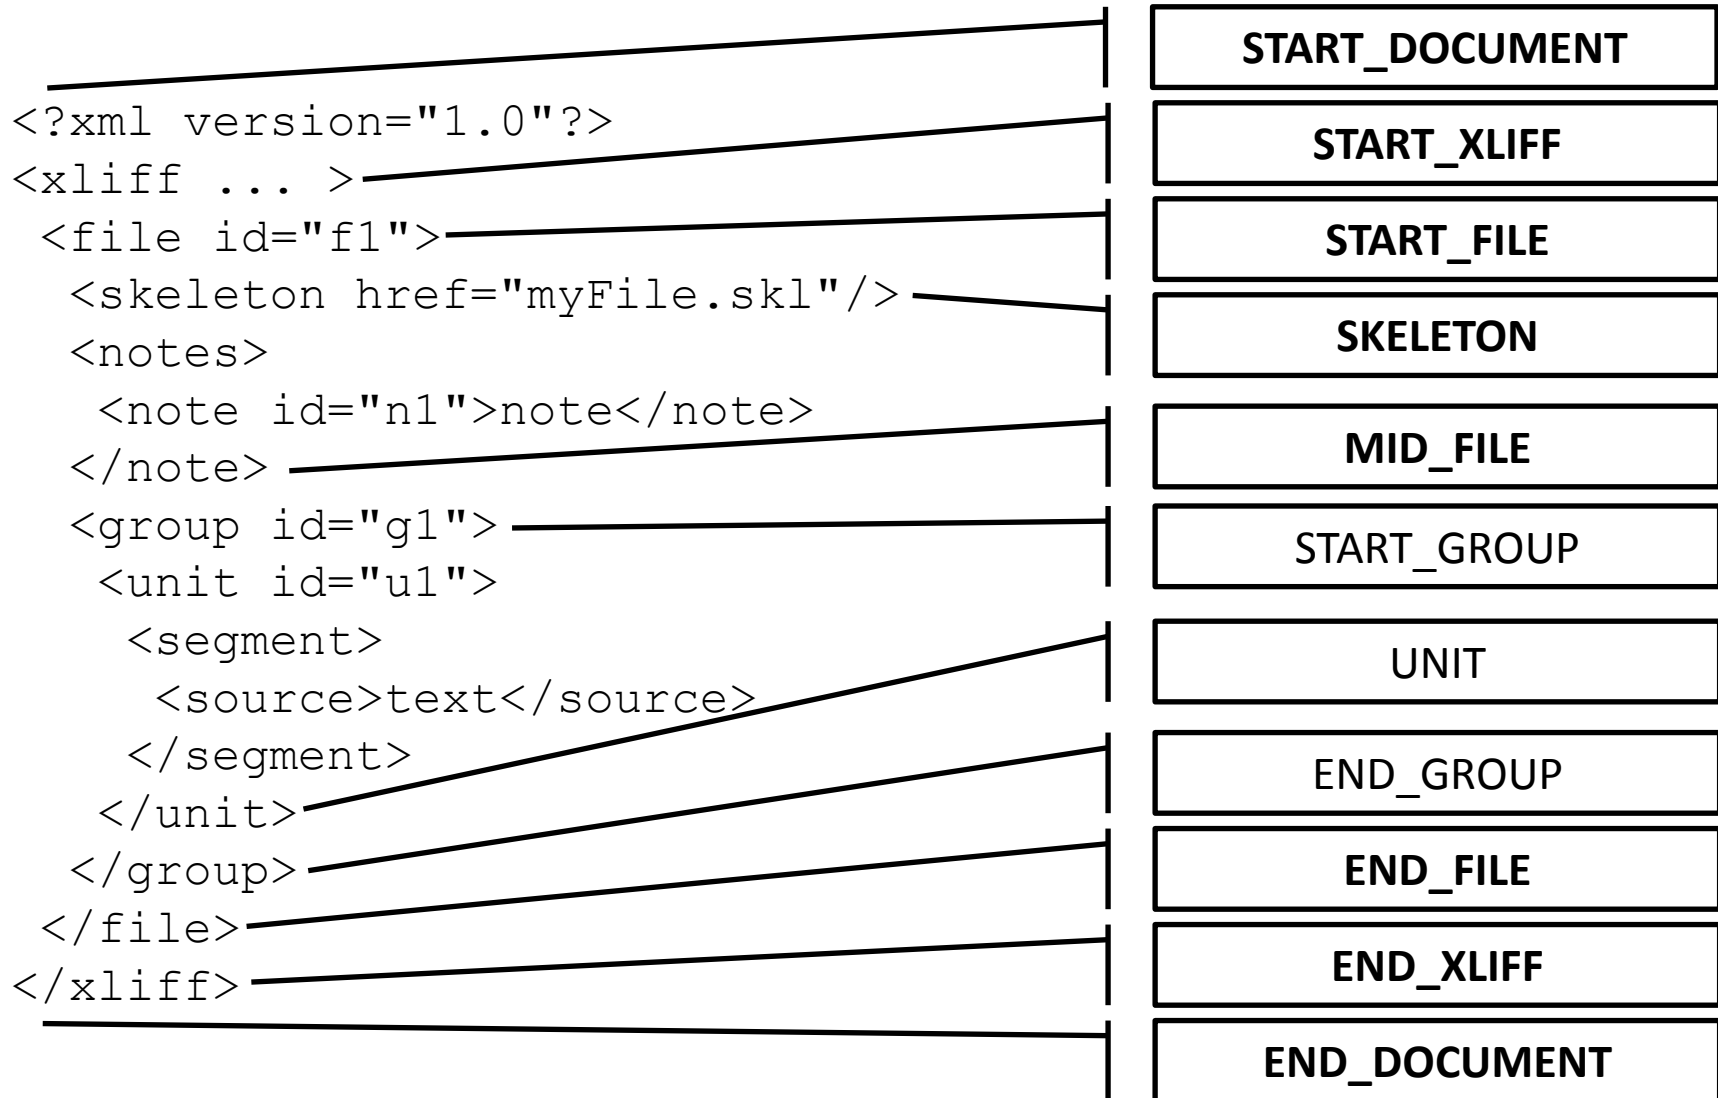 START_DOCUMENT
<?xml version="1.0"?>
START_XLIFF
<xliff ... >
START_FILE
<file id="f1">
<skeleton href="myFile.skl"/>
SKELETON
<notes>
<note id="n1">note</note>
MID_FILE
</note>
<group id="g1">
START_GROUP
<unit id="u1">
<segment>
UNIT
<source>text</source>
</segment>
END_GROUP
</unit>
</group>
END_FILE
</file>
END_XLIFF
</xliff>
END_DOCUMENT